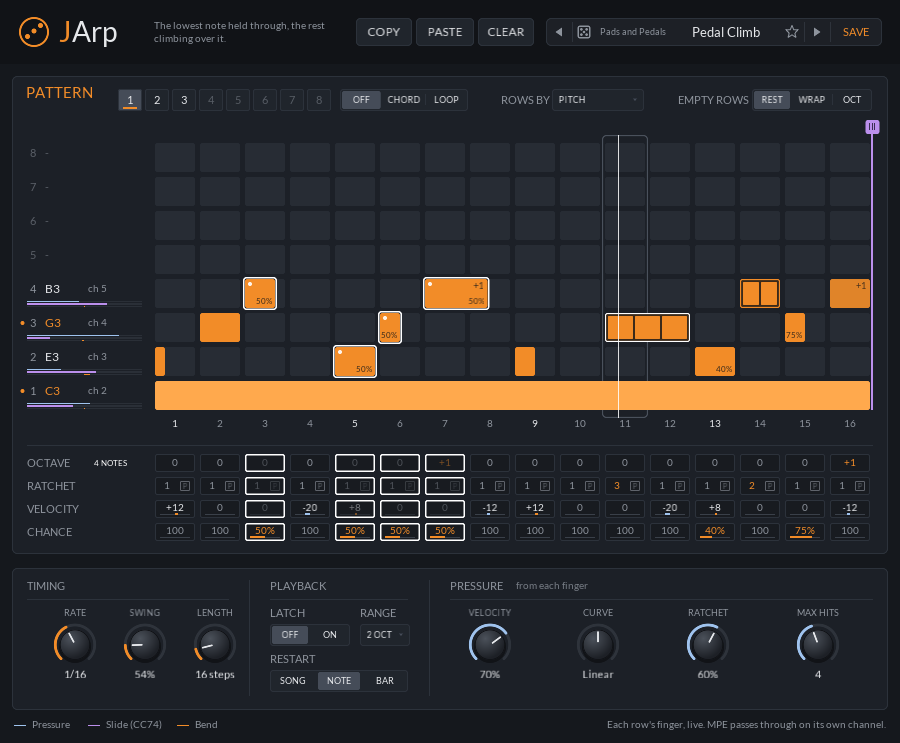 JArp
The lowest note held through, the rest
climbing over it.
COPY PASTE CLEAR
Pads and Pedals Pedal Climb SAVE
PATTERN 1 2 3 4 5 6 7 8 OFF CHORD LOOP ROWS BY PITCH EMPTY ROWS REST WRAP OCT
8 -
7 -
6 -
5 -
4 B3 ch 5 50% +1 50% +1
3 G3 ch 4 50% 75%
2 E3 ch 3 50% 40%
1 C3 ch 2
1 2 3 4 5 6 7 8 9 10 11 12 13 14 15 16
OCTAVE 4 NOTES 0 0 0 0 0 0 +1 0 0 0 0 0 0 0 0 +1
RATCHET 1 P 1 P 1 P 1 P 1 P 1 P 1 P 1 P 1 P 1 P 3 P 1 P 1 P 2 P 1 P 1 P
VELOCITY +12 0 0 -20 +8 0 0 -12 +12 0 0 -20 +8 0 0 -12
CHANCE 100 100 50% 100 50% 50% 50% 100 100 100 100 100 40% 100 75% 100
TIMING PLAYBACK PRESSURE from each finger
RATE SWING LENGTH LATCH RANGE VELOCITY CURVE RATCHET MAX HITS
OFF ON 2 OCT
RESTART
1/16 54% 16 steps SONG NOTE BAR 70% Linear 60% 4
Pressure Slide (CC74) Bend Each row's finger, live. MPE passes through on its own channel.